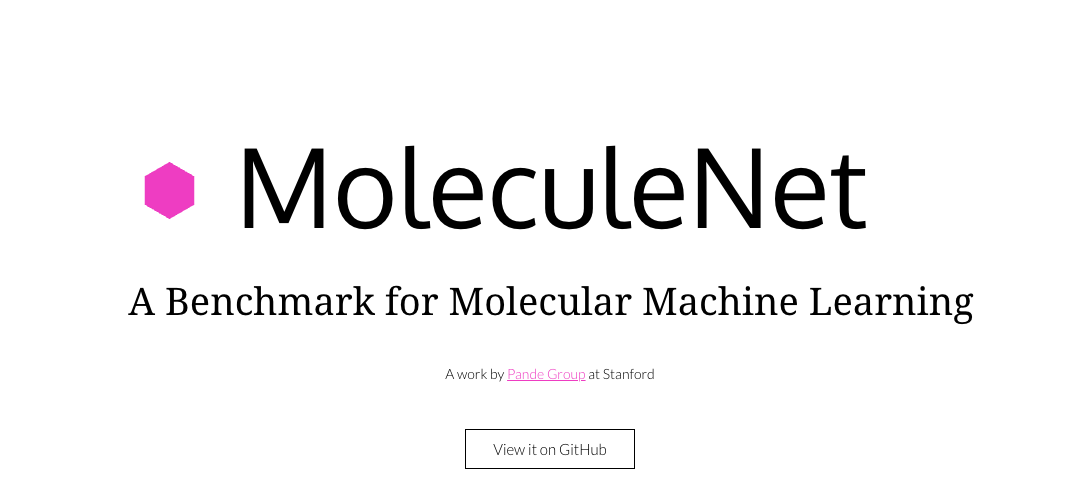 MoleculeNet
A Benchmark for Molecular Machine Learning
A work by Pande Group at Stanford
View it on GitHub